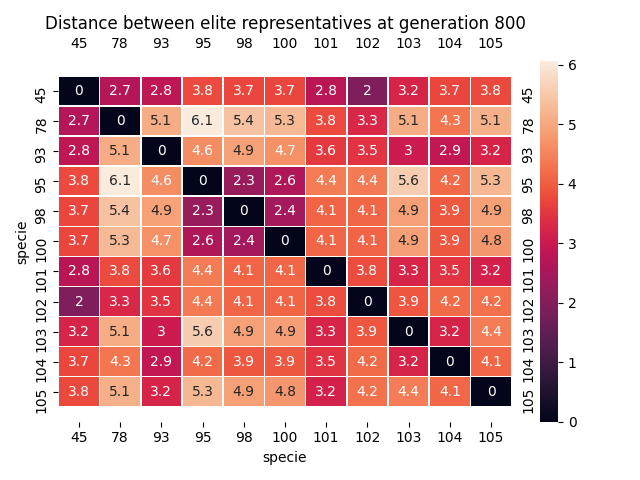 Distance between elite representatives at generation 800
45 78 93 95 98 100 101 102 103 104 105
45 0 2.7 2.8 3.8 3.7 3.7 2.8 2 3.2 3.7 3.8 45
78 2.7 0 5.1 6.1 5.4 5.3 3.8 3.3 5.1 4.3 5.1 78
93 2.8 5.1 0 4.6 4.9 4.7 3.6 3.5 3 2.9 3.2 93
95 3.8 6.1 4.6 0 2.3 2.6 4.4 4.4 5.6 4.2 5.3 95
98 3.7 5.4 4.9 2.3 0 2.4 4.1 4.1 4.9 3.9 4.9 98
100 3.7 5.3 4.7 2.6 2.4 0 4.1 4.1 4.9 3.9 4.8 100
101 2.8 3.8 3.6 4.4 4.1 4.1 0 3.8 3.3 3.5 3.2 101
102 2 3.3 3.5 4.4 4.1 4.1 3.8 0 3.9 4.2 4.2 102
103 3.2 5.1 3 5.6 4.9 4.9 3.3 3.9 0 3.2 4.4 103
104 3.7 4.3 2.9 4.2 3.9 3.9 3.5 4.2 3.2 0 4.1 104
105 3.8 5.1 3.2 5.3 4.9 4.8 3.2 4.2 4.4 4.1 0 105
45 78 93 95 98 100 101 102 103 104 105
specie
specie
6
5
4
3
2
1
0